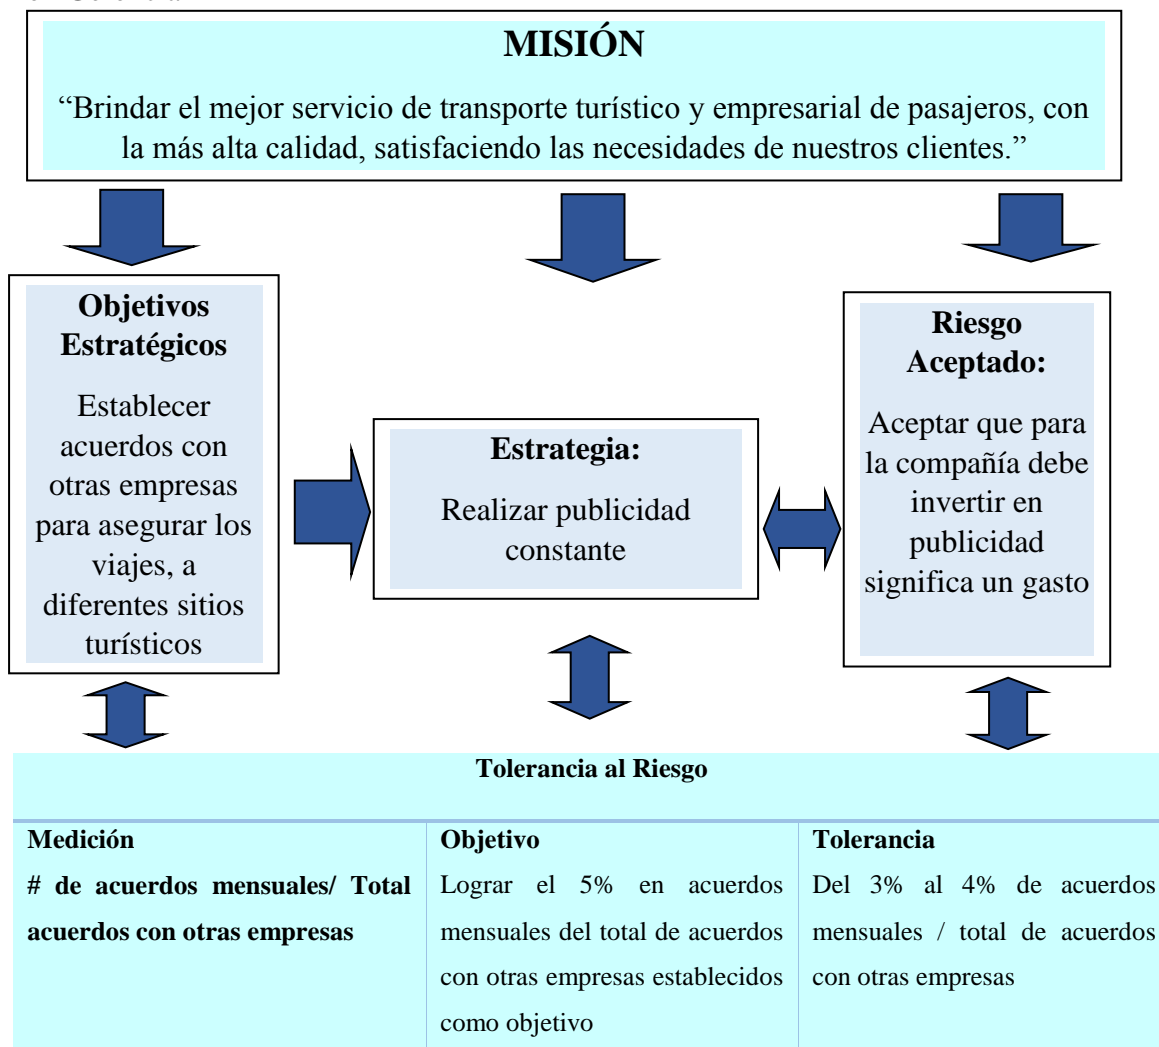 MISIÓN
“Brindar el mejor servicio de transporte turístico y empresarial de pasajeros, con
la más alta calidad, satisfaciendo las necesidades de nuestros clientes.”
Objetivos
Estratégicos
Establecer
acuerdos con
otras empresas
para asegurar los
viajes, a
diferentes sitios
turísticos
Estrategia:
Realizar publicidad
constante
Riesgo
Aceptado:
Aceptar que para
la compañía debe
invertir en
publicidad
significa un gasto
Tolerancia al Riesgo
Medición
# de acuerdos mensuales/ Total
acuerdos con otras empresas
Objetivo
Lograr el 5% en acuerdos
mensuales del total de acuerdos
con otras empresas establecidos
como objetivo
Tolerancia
Del 3% al 4% de acuerdos
mensuales / total de acuerdos
con otras empresas